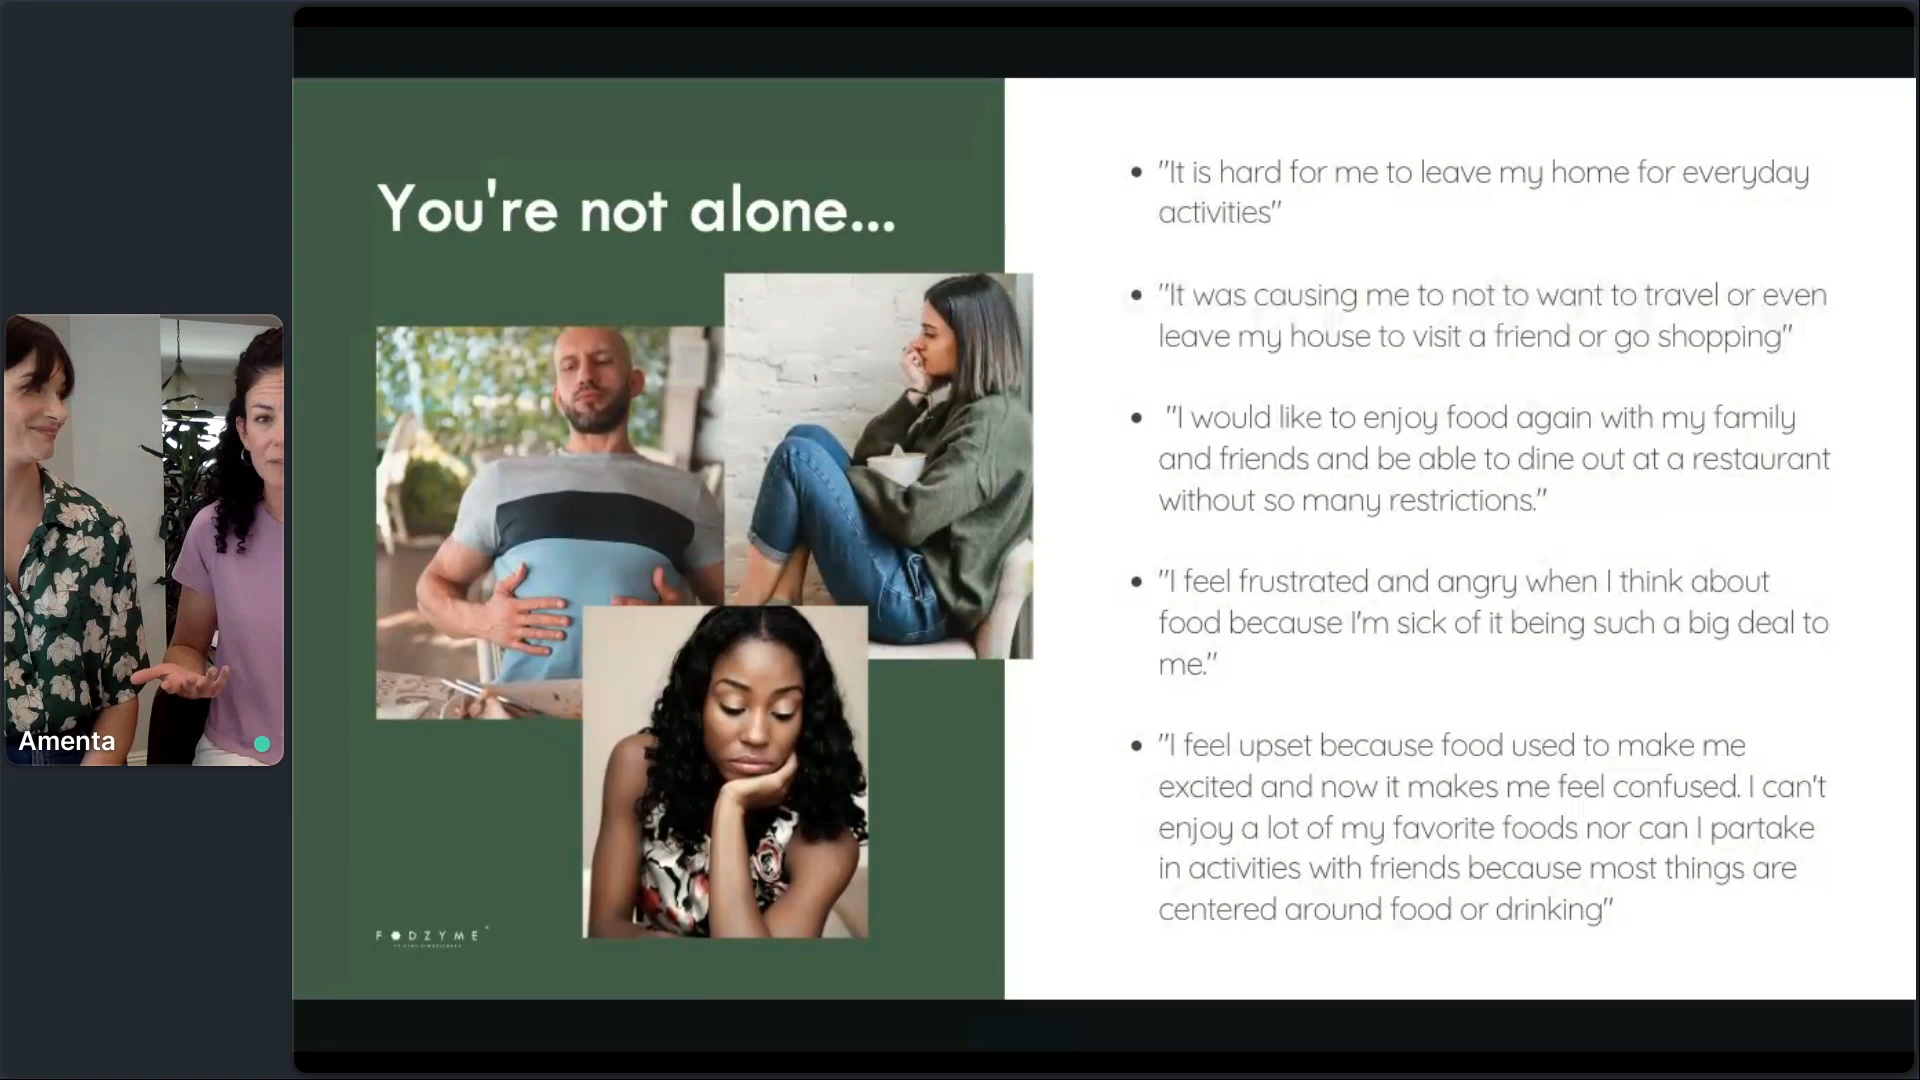 You're not alone...
"It is hard for me to leave my home for everyday
activities"
"It was causing me to not to want to travel or even
leave my house to visit a friend or go shopping"
"I would like to enjoy food again with my family
and friends and be able to dine out at a restaurant
without so many restrictions."
"I feel frustrated and angry when I think about
food because I'm sick of it being such a big deal to
me."
"I feel upset because food used to make me
excited and now it makes me feel confused. I can't
enjoy a lot of my favorite foods nor can I partake
in activities with friends because most things are
centered around food or drinking"
FODZYME
Amenta